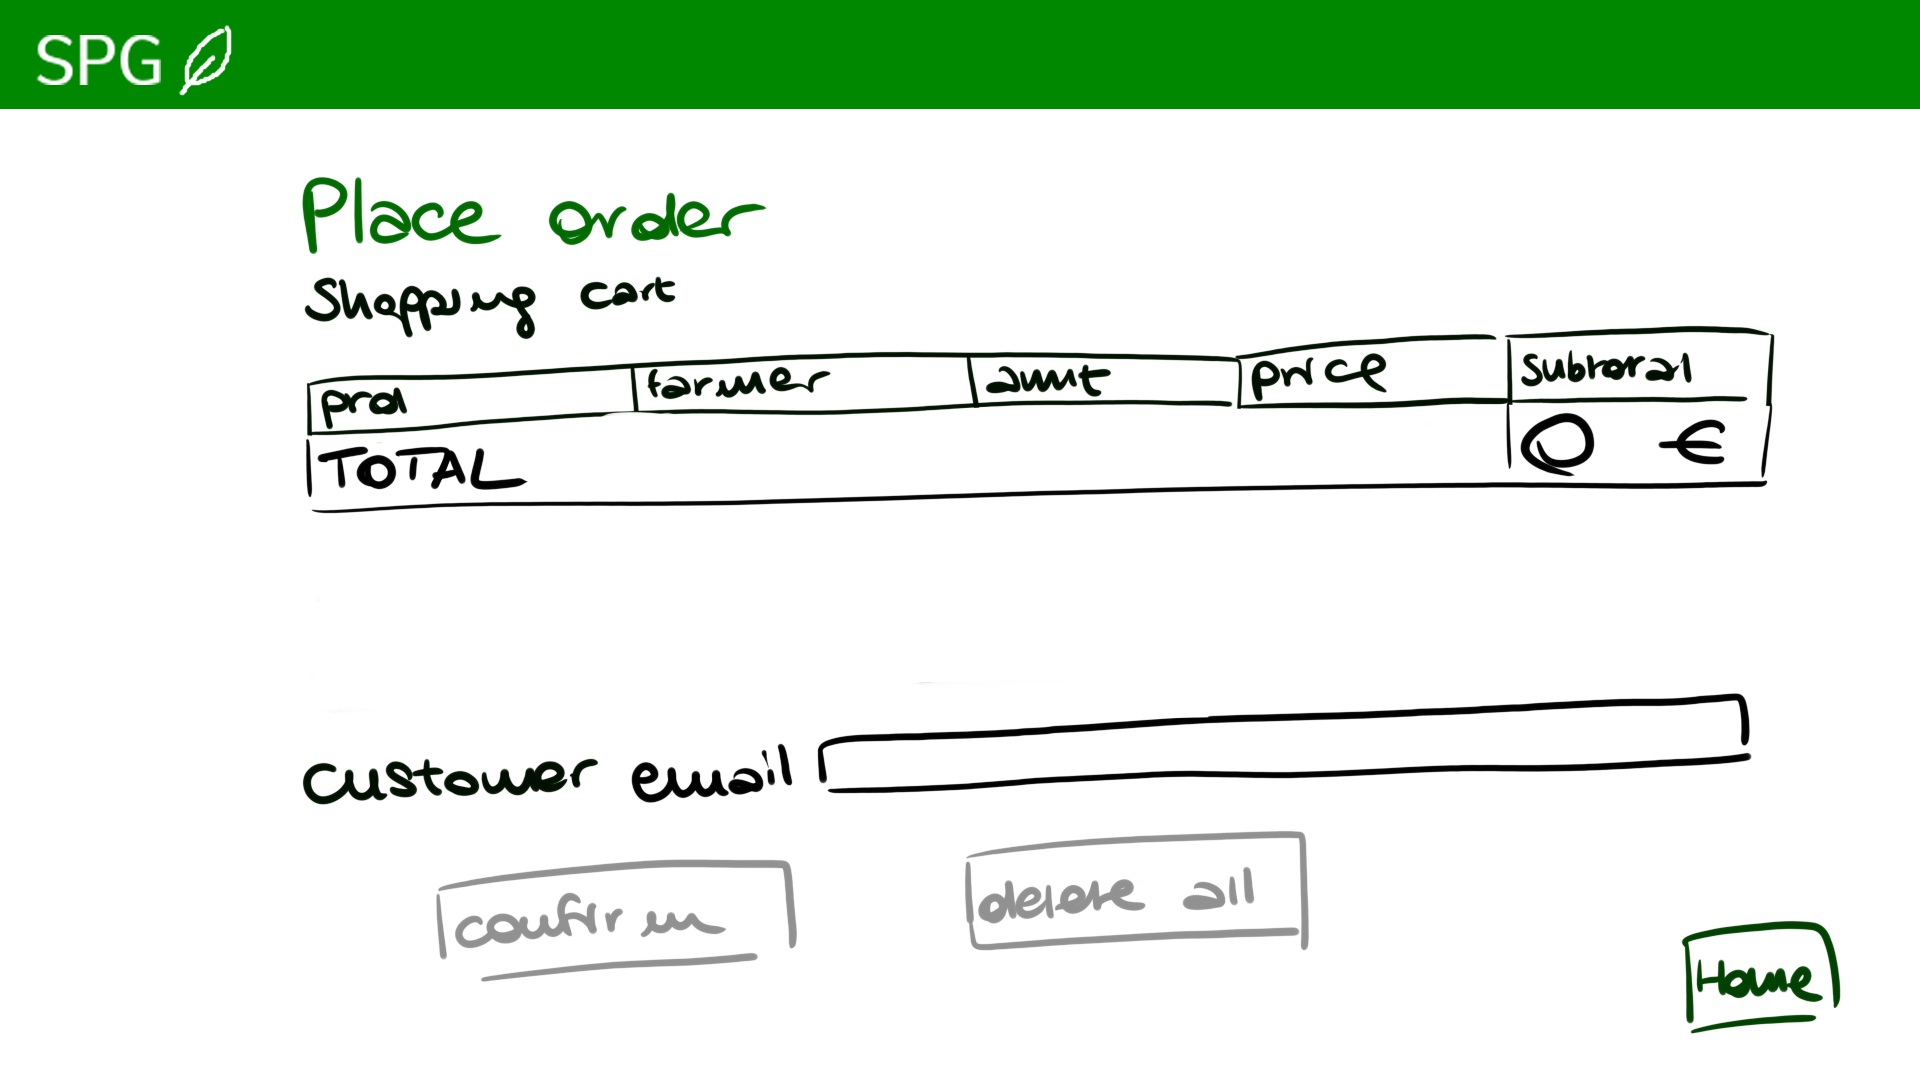 SPG
Place order
Shopping cart
prod farmer amnt price subtotal
TOTAL 0 €
customer email
confirm delete all
Home